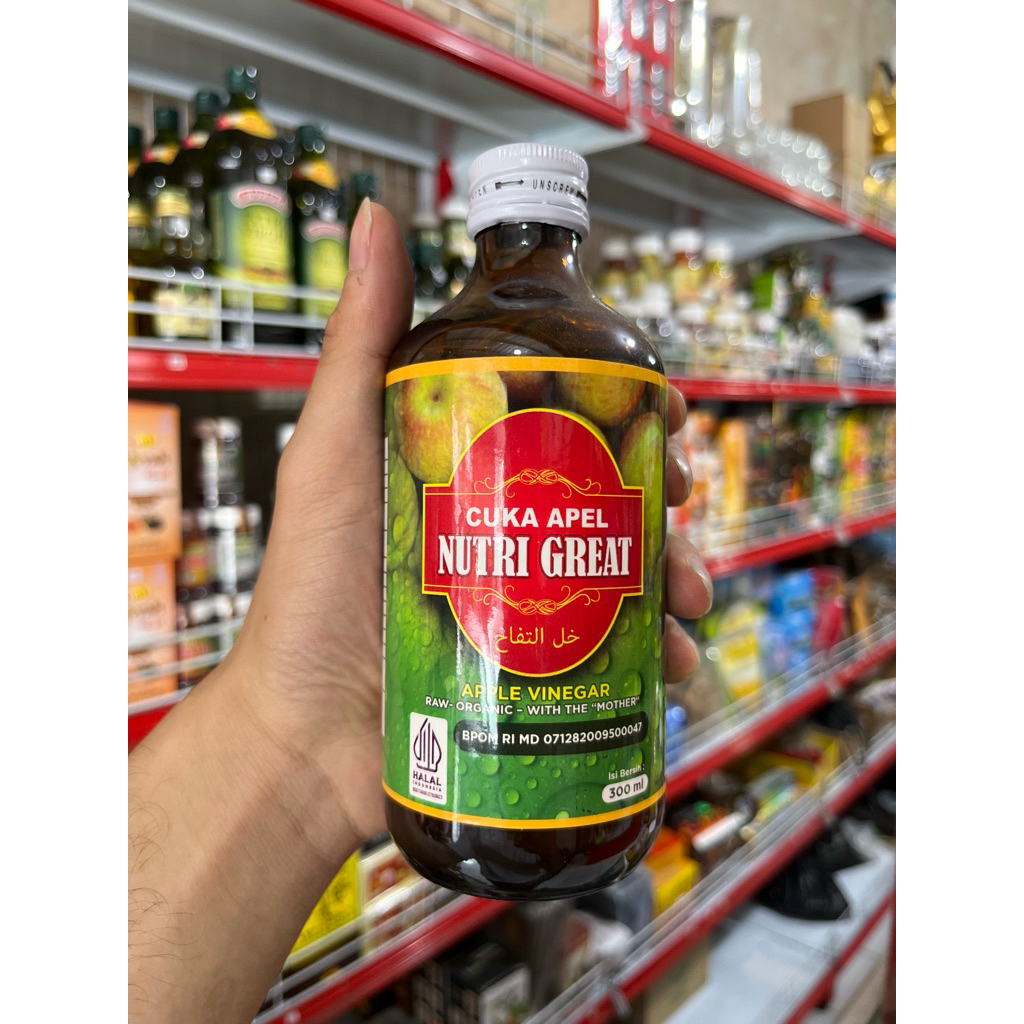 UNSCREW
CUKA APEL
NUTRI GREAT
خل التفاح
APPLE VINEGAR
RAW- ORGANIC – WITH THE “MOTHER”
BPOM RI MD 071282009500047
HALAL
INDONESIA
Isi Bersih :
300 ml